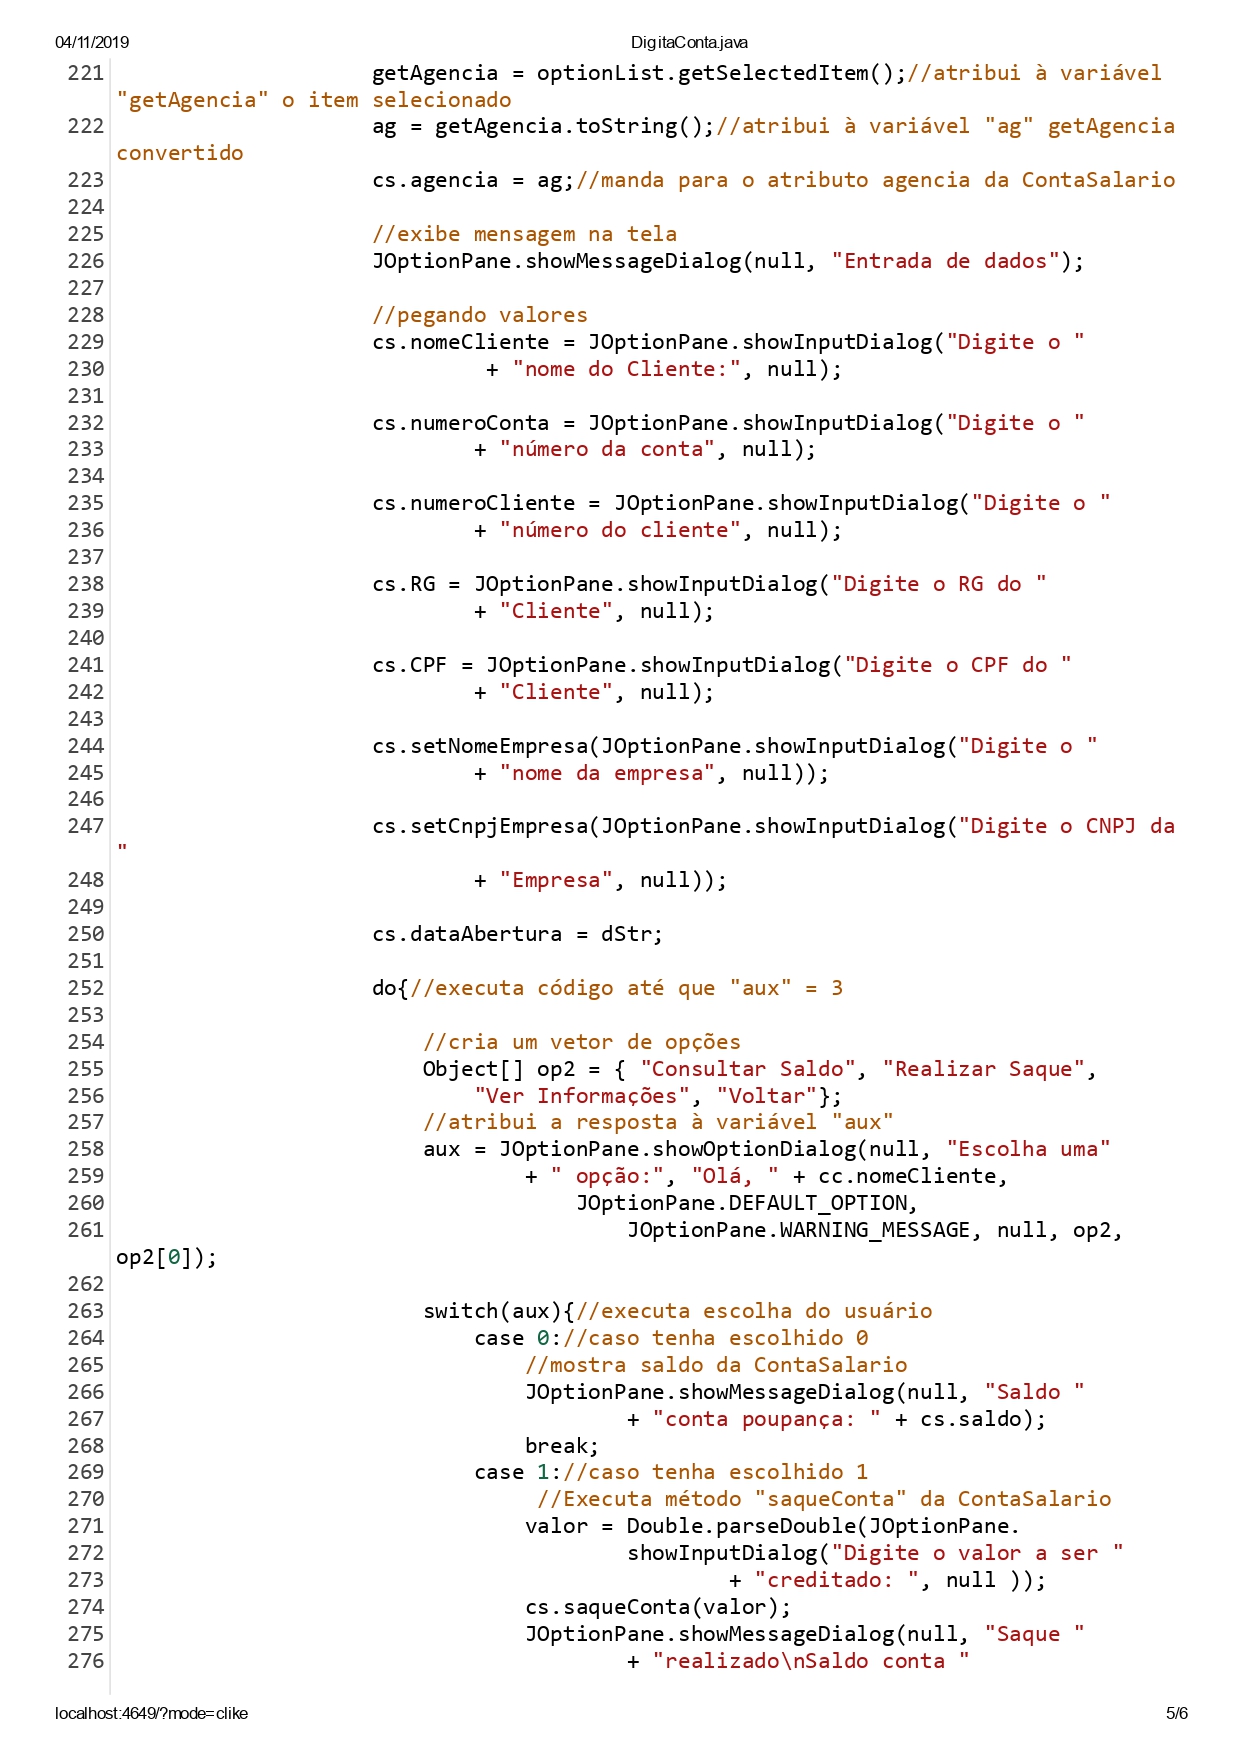 04/11/2019 DigitaConta.java
221 getAgencia = optionList.getSelectedItem();//atribui à variável
"getAgencia" o item selecionado
222 ag = getAgencia.toString();//atribui à variável "ag" getAgencia
convertido
223 cs.agencia = ag;//manda para o atributo agencia da ContaSalario
224
225 //exibe mensagem na tela
226 JOptionPane.showMessageDialog(null, "Entrada de dados");
227
228 //pegando valores
229 cs.nomeCliente = JOptionPane.showInputDialog("Digite o "
230 + "nome do Cliente:", null);
231
232 cs.numeroConta = JOptionPane.showInputDialog("Digite o "
233 + "número da conta", null);
234
235 cs.numeroCliente = JOptionPane.showInputDialog("Digite o "
236 + "número do cliente", null);
237
238 cs.RG = JOptionPane.showInputDialog("Digite o RG do "
239 + "Cliente", null);
240
241 cs.CPF = JOptionPane.showInputDialog("Digite o CPF do "
242 + "Cliente", null);
243
244 cs.setNomeEmpresa(JOptionPane.showInputDialog("Digite o "
245 + "nome da empresa", null));
246
247 cs.setCnpjEmpresa(JOptionPane.showInputDialog("Digite o CNPJ da
"
248 + "Empresa", null));
249
250 cs.dataAbertura = dStr;
251
252 do{//executa código até que "aux" = 3
253
254 //cria um vetor de opções
255 Object[] op2 = { "Consultar Saldo", "Realizar Saque",
256 "Ver Informações", "Voltar"};
257 //atribui a resposta à variável "aux"
258 aux = JOptionPane.showOptionDialog(null, "Escolha uma"
259 + " opção:", "Olá, " + cc.nomeCliente,
260 JOptionPane.DEFAULT_OPTION,
261 JOptionPane.WARNING_MESSAGE, null, op2,
op2[0]);
262
263 switch(aux){//executa escolha do usuário
264 case 0://caso tenha escolhido 0
265 //mostra saldo da ContaSalario
266 JOptionPane.showMessageDialog(null, "Saldo "
267 + "conta poupança: " + cs.saldo);
268 break;
269 case 1://caso tenha escolhido 1
270 //Executa método "saqueConta" da ContaSalario
271 valor = Double.parseDouble(JOptionPane.
272 showInputDialog("Digite o valor a ser "
273 + "creditado: ", null ));
274 cs.saqueConta(valor);
275 JOptionPane.showMessageDialog(null, "Saque "
276 + "realizado\nSaldo conta "
localhost:4649/?mode=clike 5/6